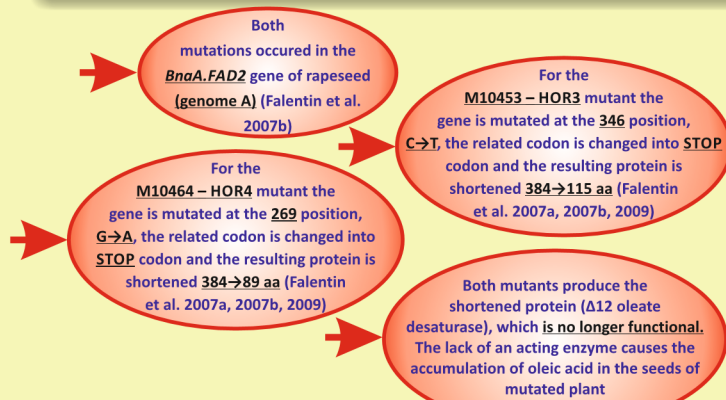 Both
mutations occured in the
BnaA.FAD2 gene of rapeseed
(genome A) (Falentin et al.
2007b)
For the
M10453 – HOR3 mutant the
gene is mutated at the 346 position,
C→T, the related codon is changed into STOP
codon and the resulting protein is
shortened 384→115 aa (Falentin
et al. 2007a, 2007b, 2009)
For the
M10464 – HOR4 mutant the
gene is mutated at the 269 position,
G→A, the related codon is changed into
STOP codon and the resulting protein is
shortened 384→89 aa (Falentin
et al. 2007a, 2007b, 2009)
Both mutants produce the
shortened protein (Δ12 oleate
desaturase), which is no longer functional.
The lack of an acting enzyme causes the
accumulation of oleic acid in the seeds of
mutated plant